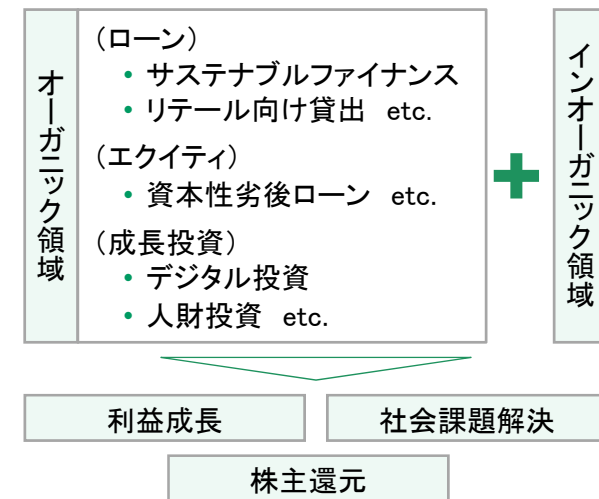 オーガニック領域
（ローン）
• サステナブルファイナンス
• リテール向け貸出 etc.
（エクイティ）
• 資本性劣後ローン etc.
（成長投資）
• デジタル投資
• 人財投資 etc.
インオーガニック領域
利益成長
社会課題解決
株主還元